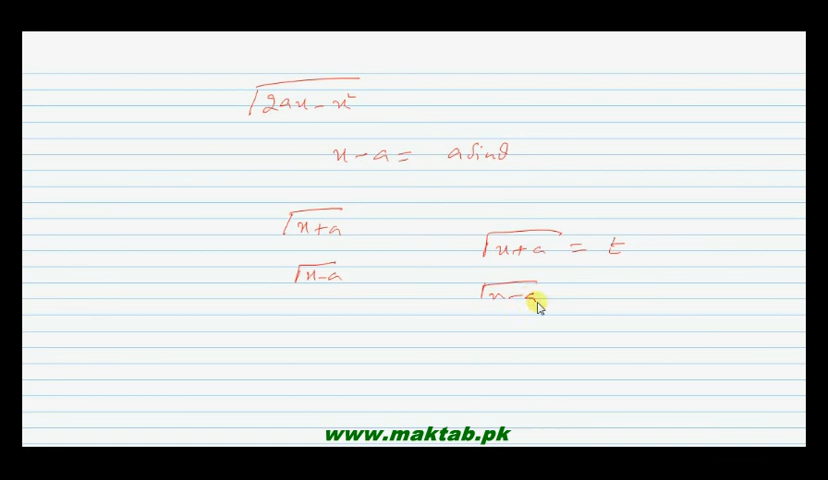 √2ax - x²
x - a = a sinθ
√x+a
√x-a
√x+a = t
√x-a
www.maktab.pk